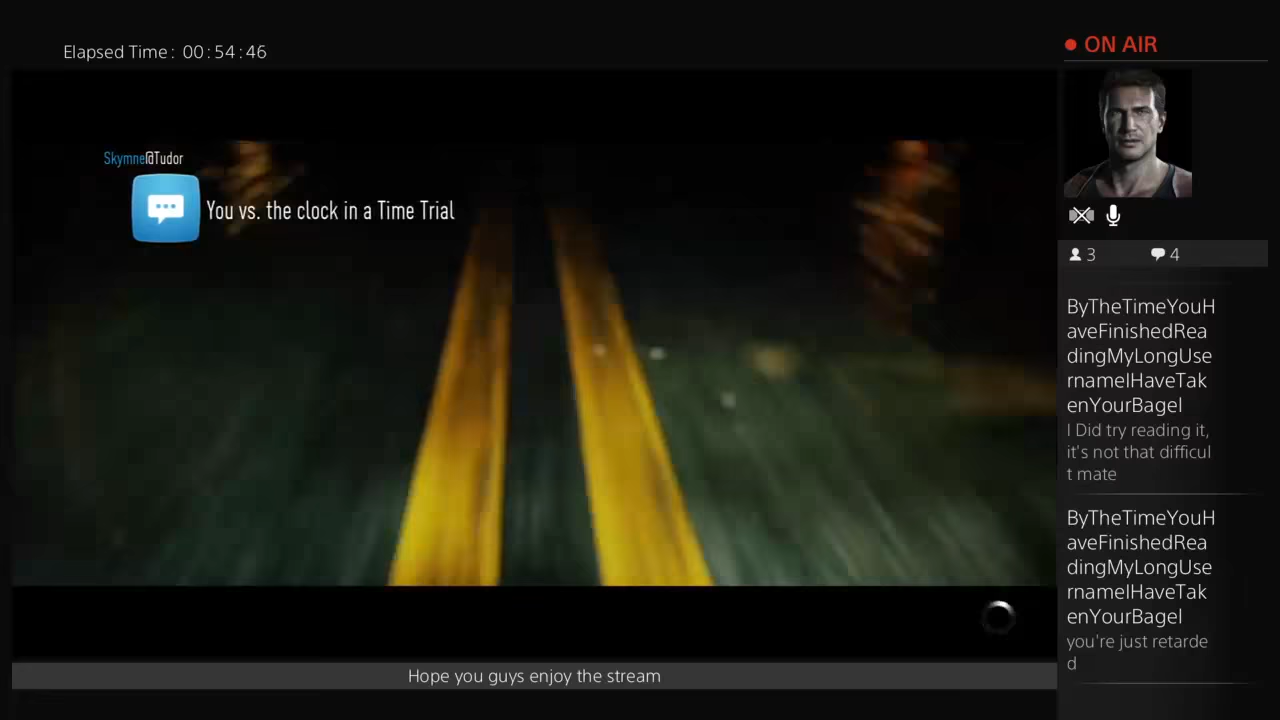 Elapsed Time: 00:54:46
ON AIR
Skymne@Tudor
You vs. the clock in a Time Trial
3
4
ByTheTimeYouH
aveFinishedRea
dingMyLongUse
rnameIHaveTak
enYourBagel
I Did try reading it,
it's not that difficul
t mate
ByTheTimeYouH
aveFinishedRea
dingMyLongUse
rnameIHaveTak
enYourBagel
you're just retarde
d
Hope you guys enjoy the stream